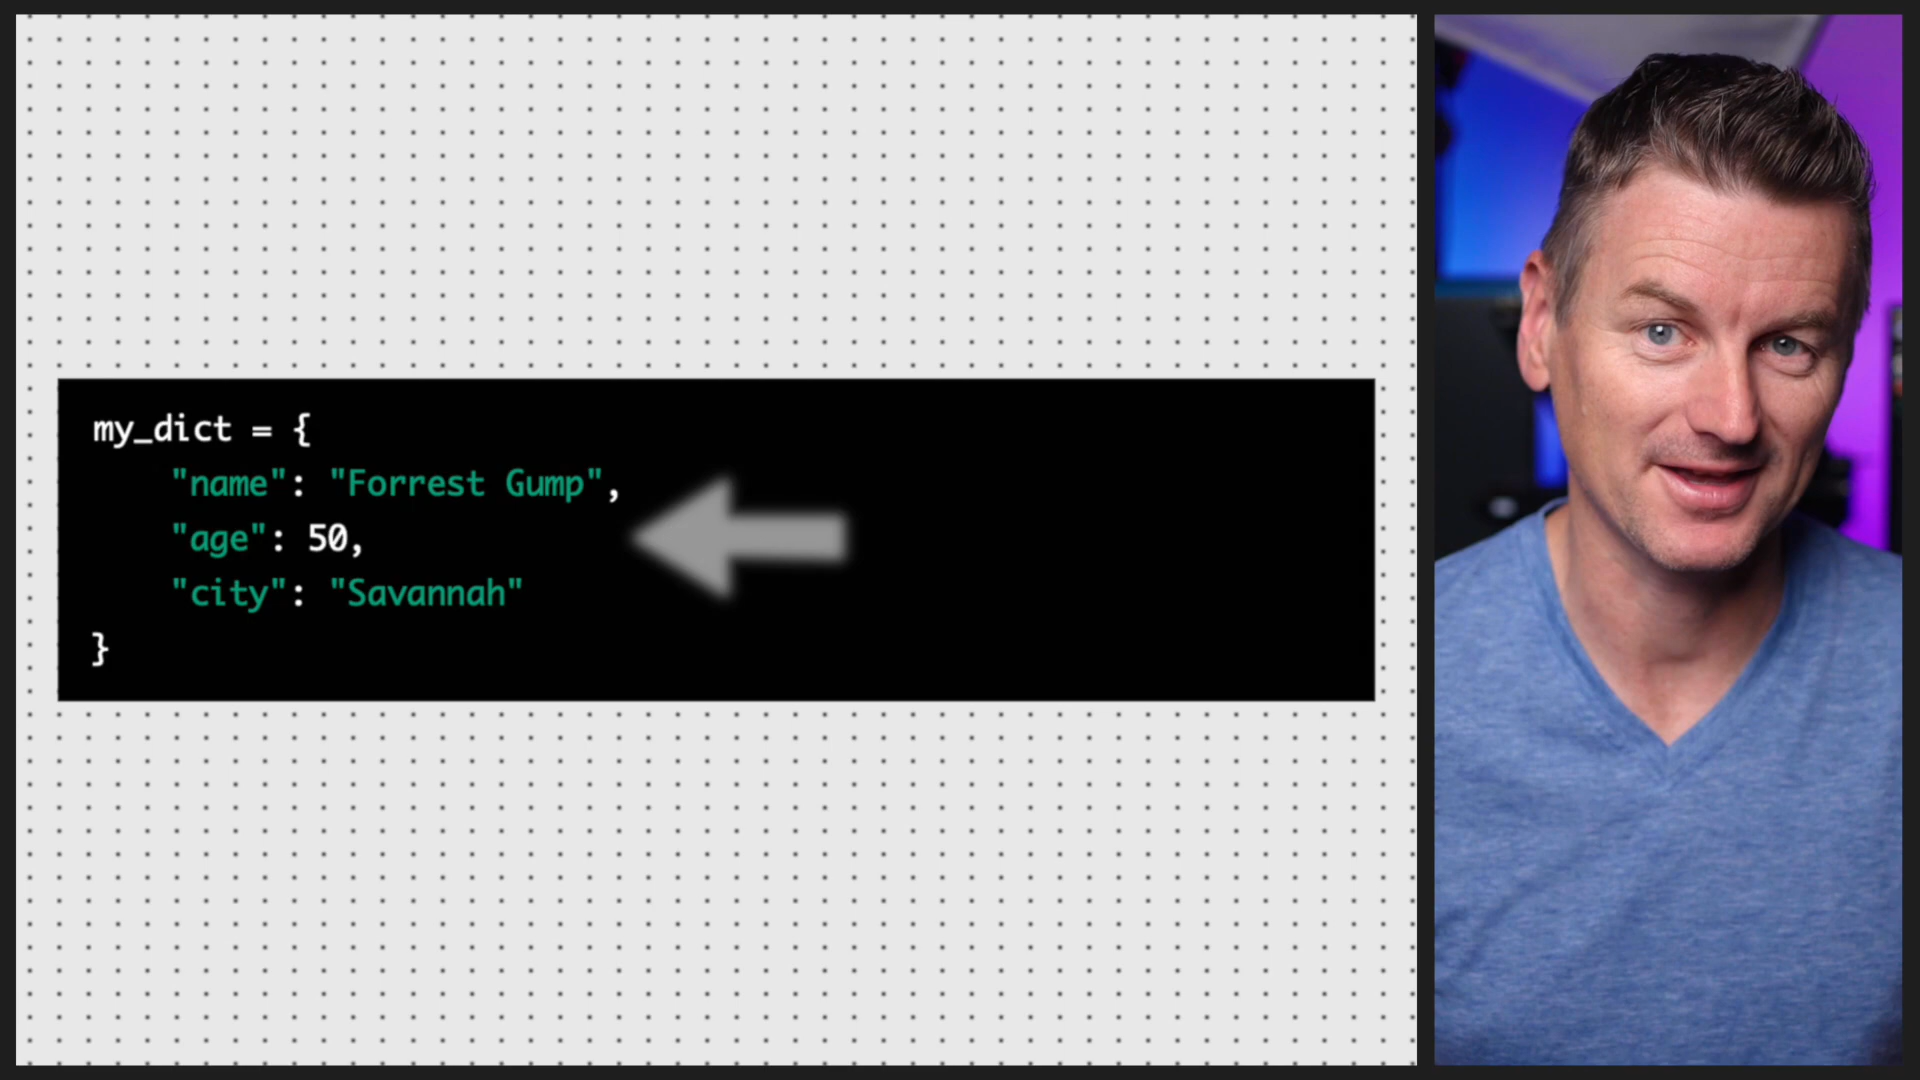 my_dict = {
    "name": "Forrest Gump",
    "age": 50,
    "city": "Savannah"
}